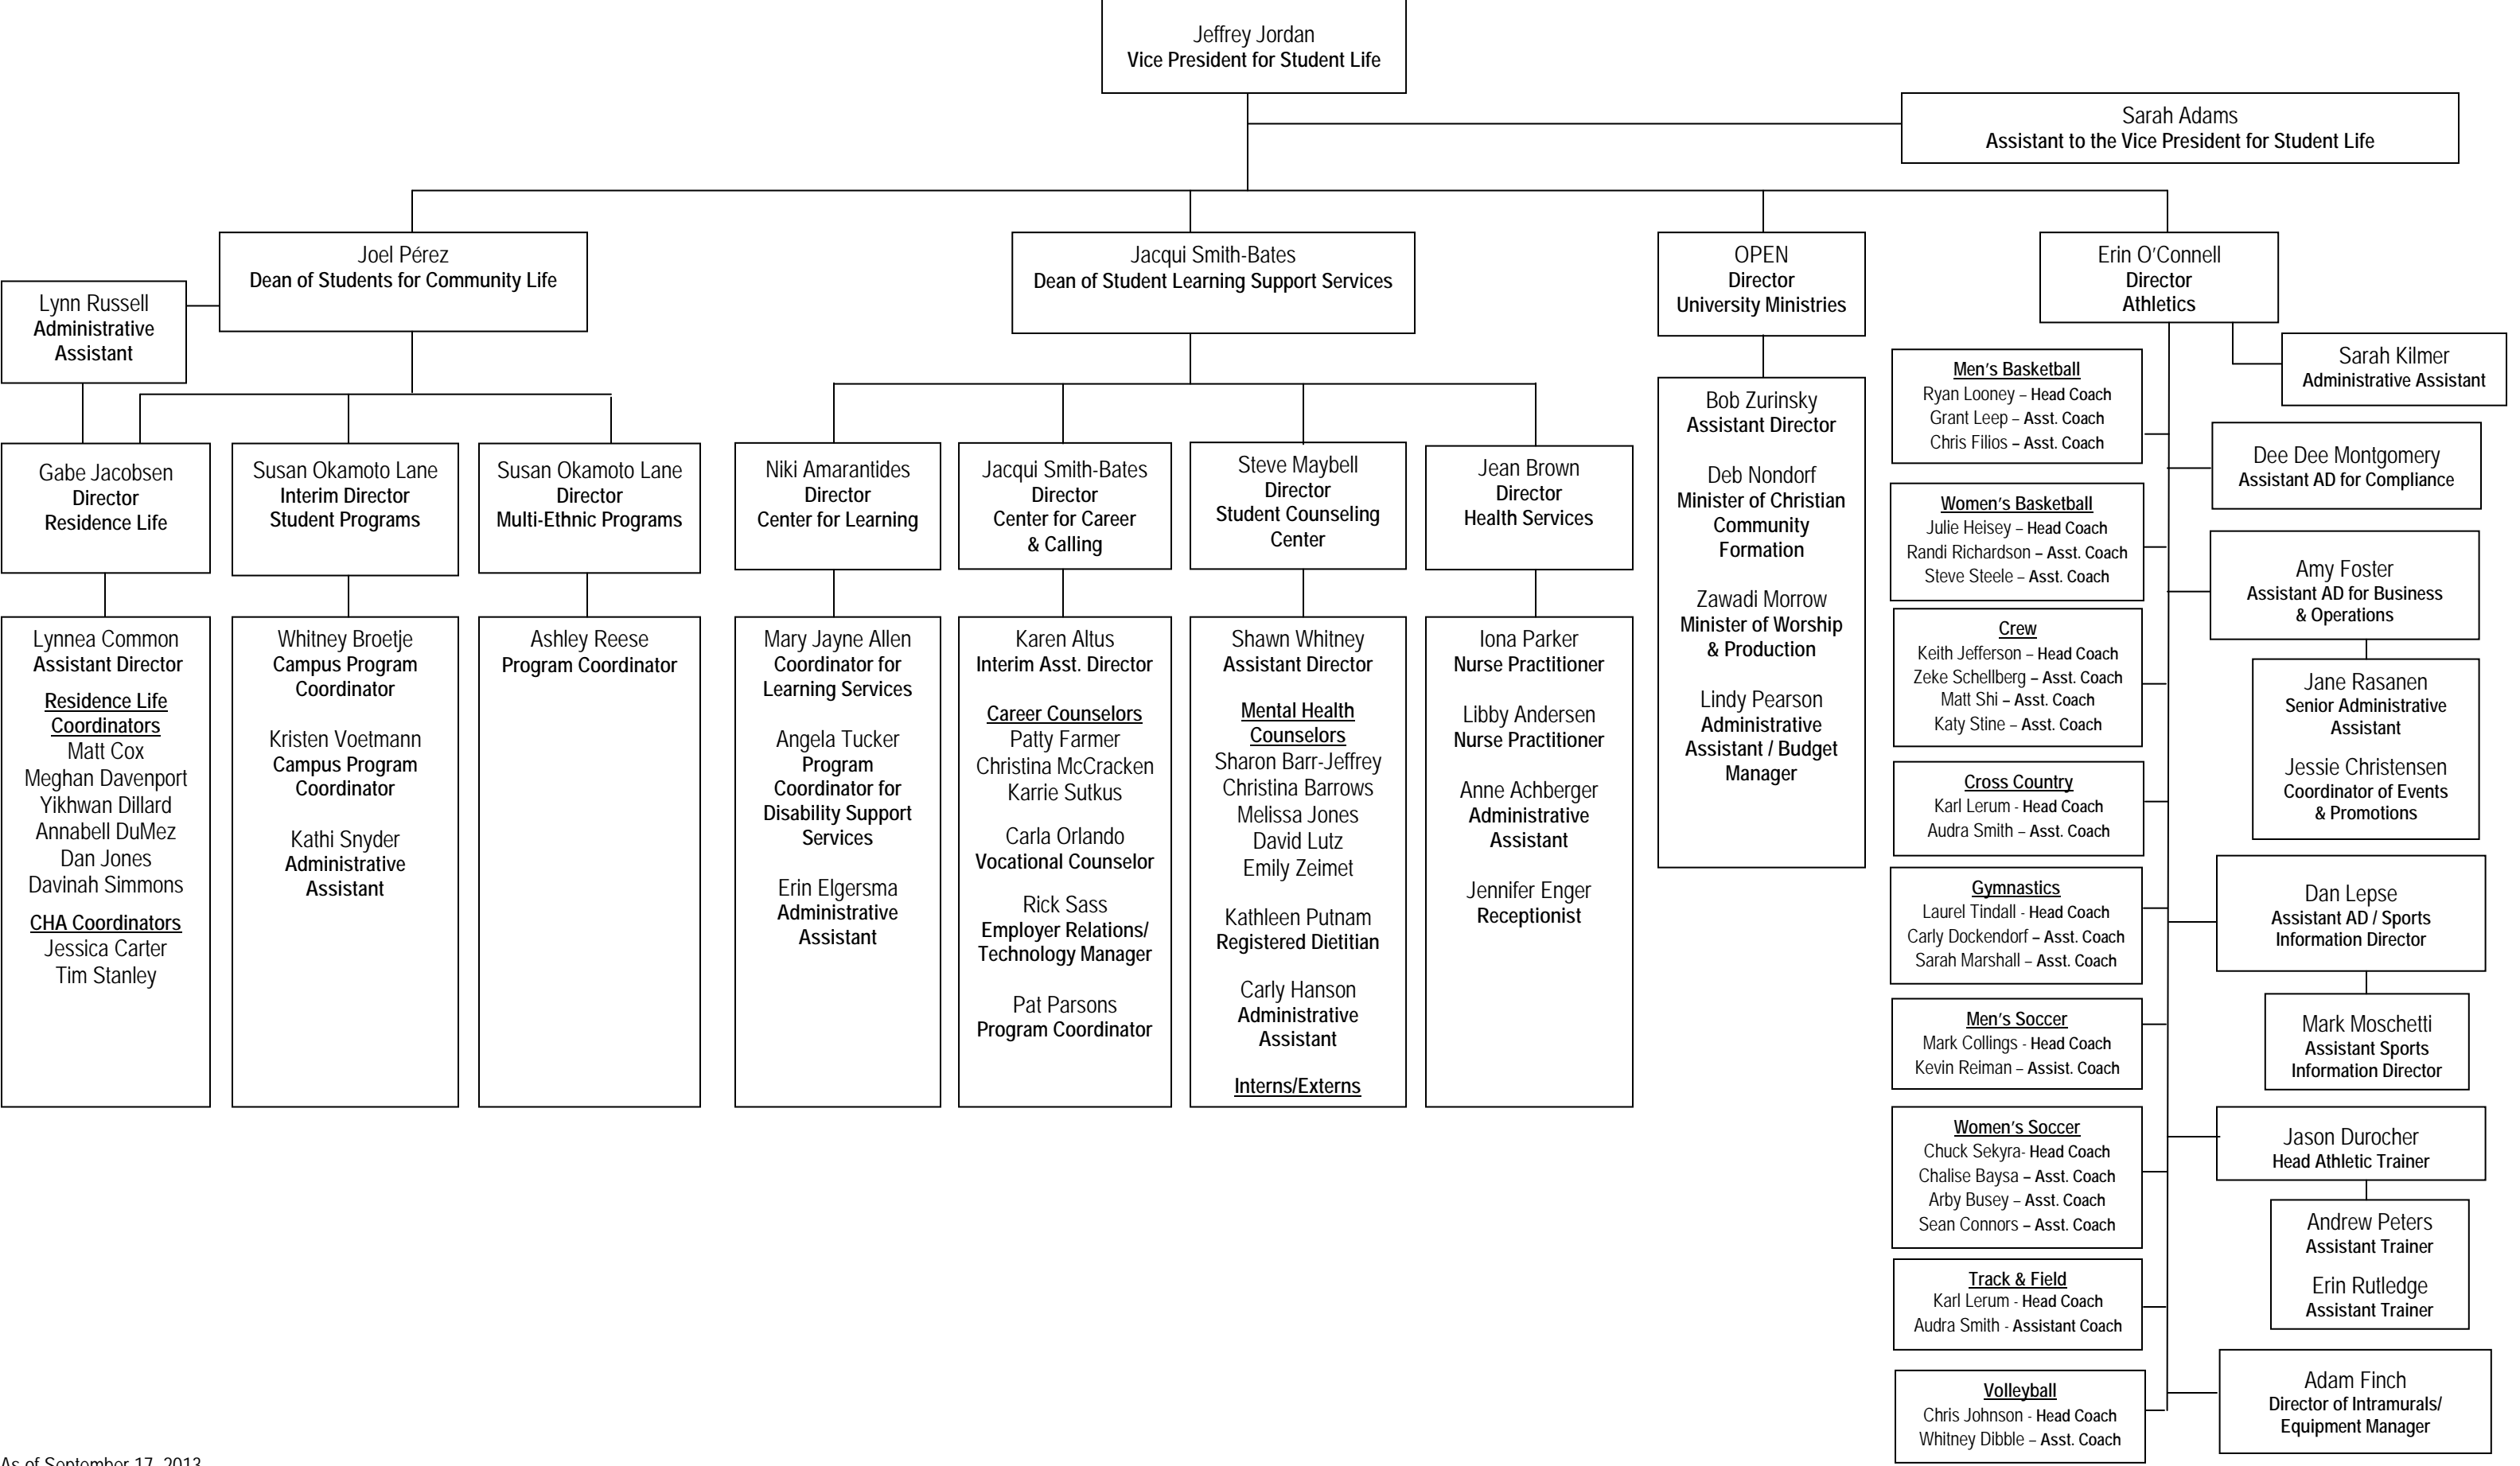 Jeffrey Jordan
Vice President for Student Life
Sarah Adams
Assistant to the Vice President for Student Life
Joel Pérez
Dean of Students for Community Life
Lynn Russell
Administrative
Assistant
Jacqui Smith-Bates
Dean of Student Learning Support Services
OPEN
Director
University Ministries
Erin O’Connell
Director
Athletics
Sarah Kilmer
Administrative Assistant
Gabe Jacobsen
Director
Residence Life
Susan Okamoto Lane
Interim Director
Student Programs
Susan Okamoto Lane
Director
Multi-Ethnic Programs
Niki Amarantides
Director
Center for Learning
Jacqui Smith-Bates
Director
Center for Career
& Calling
Steve Maybell
Director
Student Counseling
Center
Jean Brown
Director
Health Services
Lynnea Common
Assistant Director
Residence Life
Coordinators
Matt Cox
Meghan Davenport
Yikhwan Dillard
Annabell DuMez
Dan Jones
Davinah Simmons
CHA Coordinators
Jessica Carter
Tim Stanley
Whitney Broetje
Campus Program
Coordinator
Kristen Voetmann
Campus Program
Coordinator
Kathi Snyder
Administrative
Assistant
Ashley Reese
Program Coordinator
Mary Jayne Allen
Coordinator for
Learning Services
Angela Tucker
Program
Coordinator for
Disability Support
Services
Erin Elgersma
Administrative
Assistant
Karen Altus
Interim Asst. Director
Career Counselors
Patty Farmer
Christina McCracken
Karrie Sutkus
Carla Orlando
Vocational Counselor
Rick Sass
Employer Relations/
Technology Manager
Pat Parsons
Program Coordinator
Shawn Whitney
Assistant Director
Mental Health
Counselors
Sharon Barr-Jeffrey
Christina Barrows
Melissa Jones
David Lutz
Emily Zeimet
Kathleen Putnam
Registered Dietitian
Carly Hanson
Administrative
Assistant
Interns/Externs
Iona Parker
Nurse Practitioner
Libby Andersen
Nurse Practitioner
Anne Achberger
Administrative
Assistant
Jennifer Enger
Receptionist
Bob Zurinsky
Assistant Director
Deb Nondorf
Minister of Christian
Community
Formation
Zawadi Morrow
Minister of Worship
& Production
Lindy Pearson
Administrative
Assistant / Budget
Manager
Men’s Basketball
Ryan Looney – Head Coach
Grant Leep – Asst. Coach
Chris Filios – Asst. Coach
Women’s Basketball
Julie Heisey – Head Coach
Randi Richardson – Asst. Coach
Steve Steele – Asst. Coach
Crew
Keith Jefferson – Head Coach
Zeke Schellberg – Asst. Coach
Matt Shi – Asst. Coach
Katy Stine – Asst. Coach
Cross Country
Karl Lerum - Head Coach
Audra Smith – Asst. Coach
Gymnastics
Laurel Tindall - Head Coach
Carly Dockendorf – Asst. Coach
Sarah Marshall – Asst. Coach
Men’s Soccer
Mark Collings - Head Coach
Kevin Reiman – Assist. Coach
Women’s Soccer
Chuck Sekyra- Head Coach
Chalise Baysa – Asst. Coach
Arby Busey – Asst. Coach
Sean Connors – Asst. Coach
Track & Field
Karl Lerum - Head Coach
Audra Smith - Assistant Coach
Volleyball
Chris Johnson - Head Coach
Whitney Dibble – Asst. Coach
Dee Dee Montgomery
Assistant AD for Compliance
Amy Foster
Assistant AD for Business
& Operations
Jane Rasanen
Senior Administrative
Assistant
Jessie Christensen
Coordinator of Events
& Promotions
Dan Lepse
Assistant AD / Sports
Information Director
Mark Moschetti
Assistant Sports
Information Director
Jason Durocher
Head Athletic Trainer
Andrew Peters
Assistant Trainer
Erin Rutledge
Assistant Trainer
Adam Finch
Director of Intramurals/
Equipment Manager
As of September 17, 2013